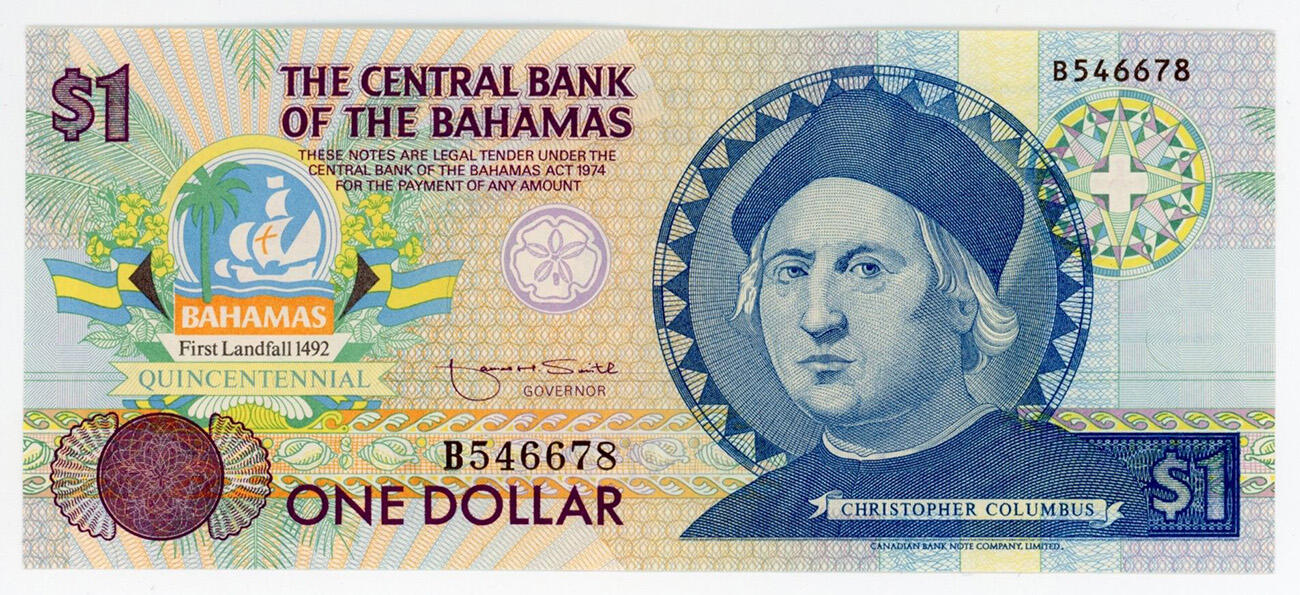 $1
THE CENTRAL BANK
OF THE BAHAMAS
THESE NOTES ARE LEGAL TENDER UNDER THE
CENTRAL BANK OF THE BAHAMAS ACT 1974
FOR THE PAYMENT OF ANY AMOUNT
B546678
BAHAMAS
First Landfall 1492
QUINCENTENNIAL
James H. Smith
GOVERNOR
B546678
ONE DOLLAR
CHRISTOPHER COLUMBUS
$1
CANADIAN BANK NOTE COMPANY, LIMITED.